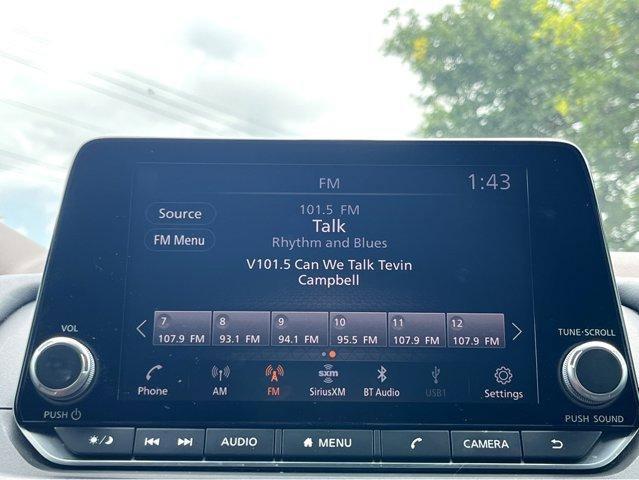 FM
1:43
Source
101.5 FM
Talk
FM Menu
Rhythm and Blues
V101.5 Can We Talk Tevin
Campbell
7 8 9 10 11 12
107.9 FM 93.1 FM 94.1 FM 95.5 FM 107.9 FM 107.9 FM
VOL
TUNE·SCROLL
sxm
Phone AM FM SiriusXM BT Audio USB1 Settings
PUSH
PUSH SOUND
AUDIO MENU CAMERA